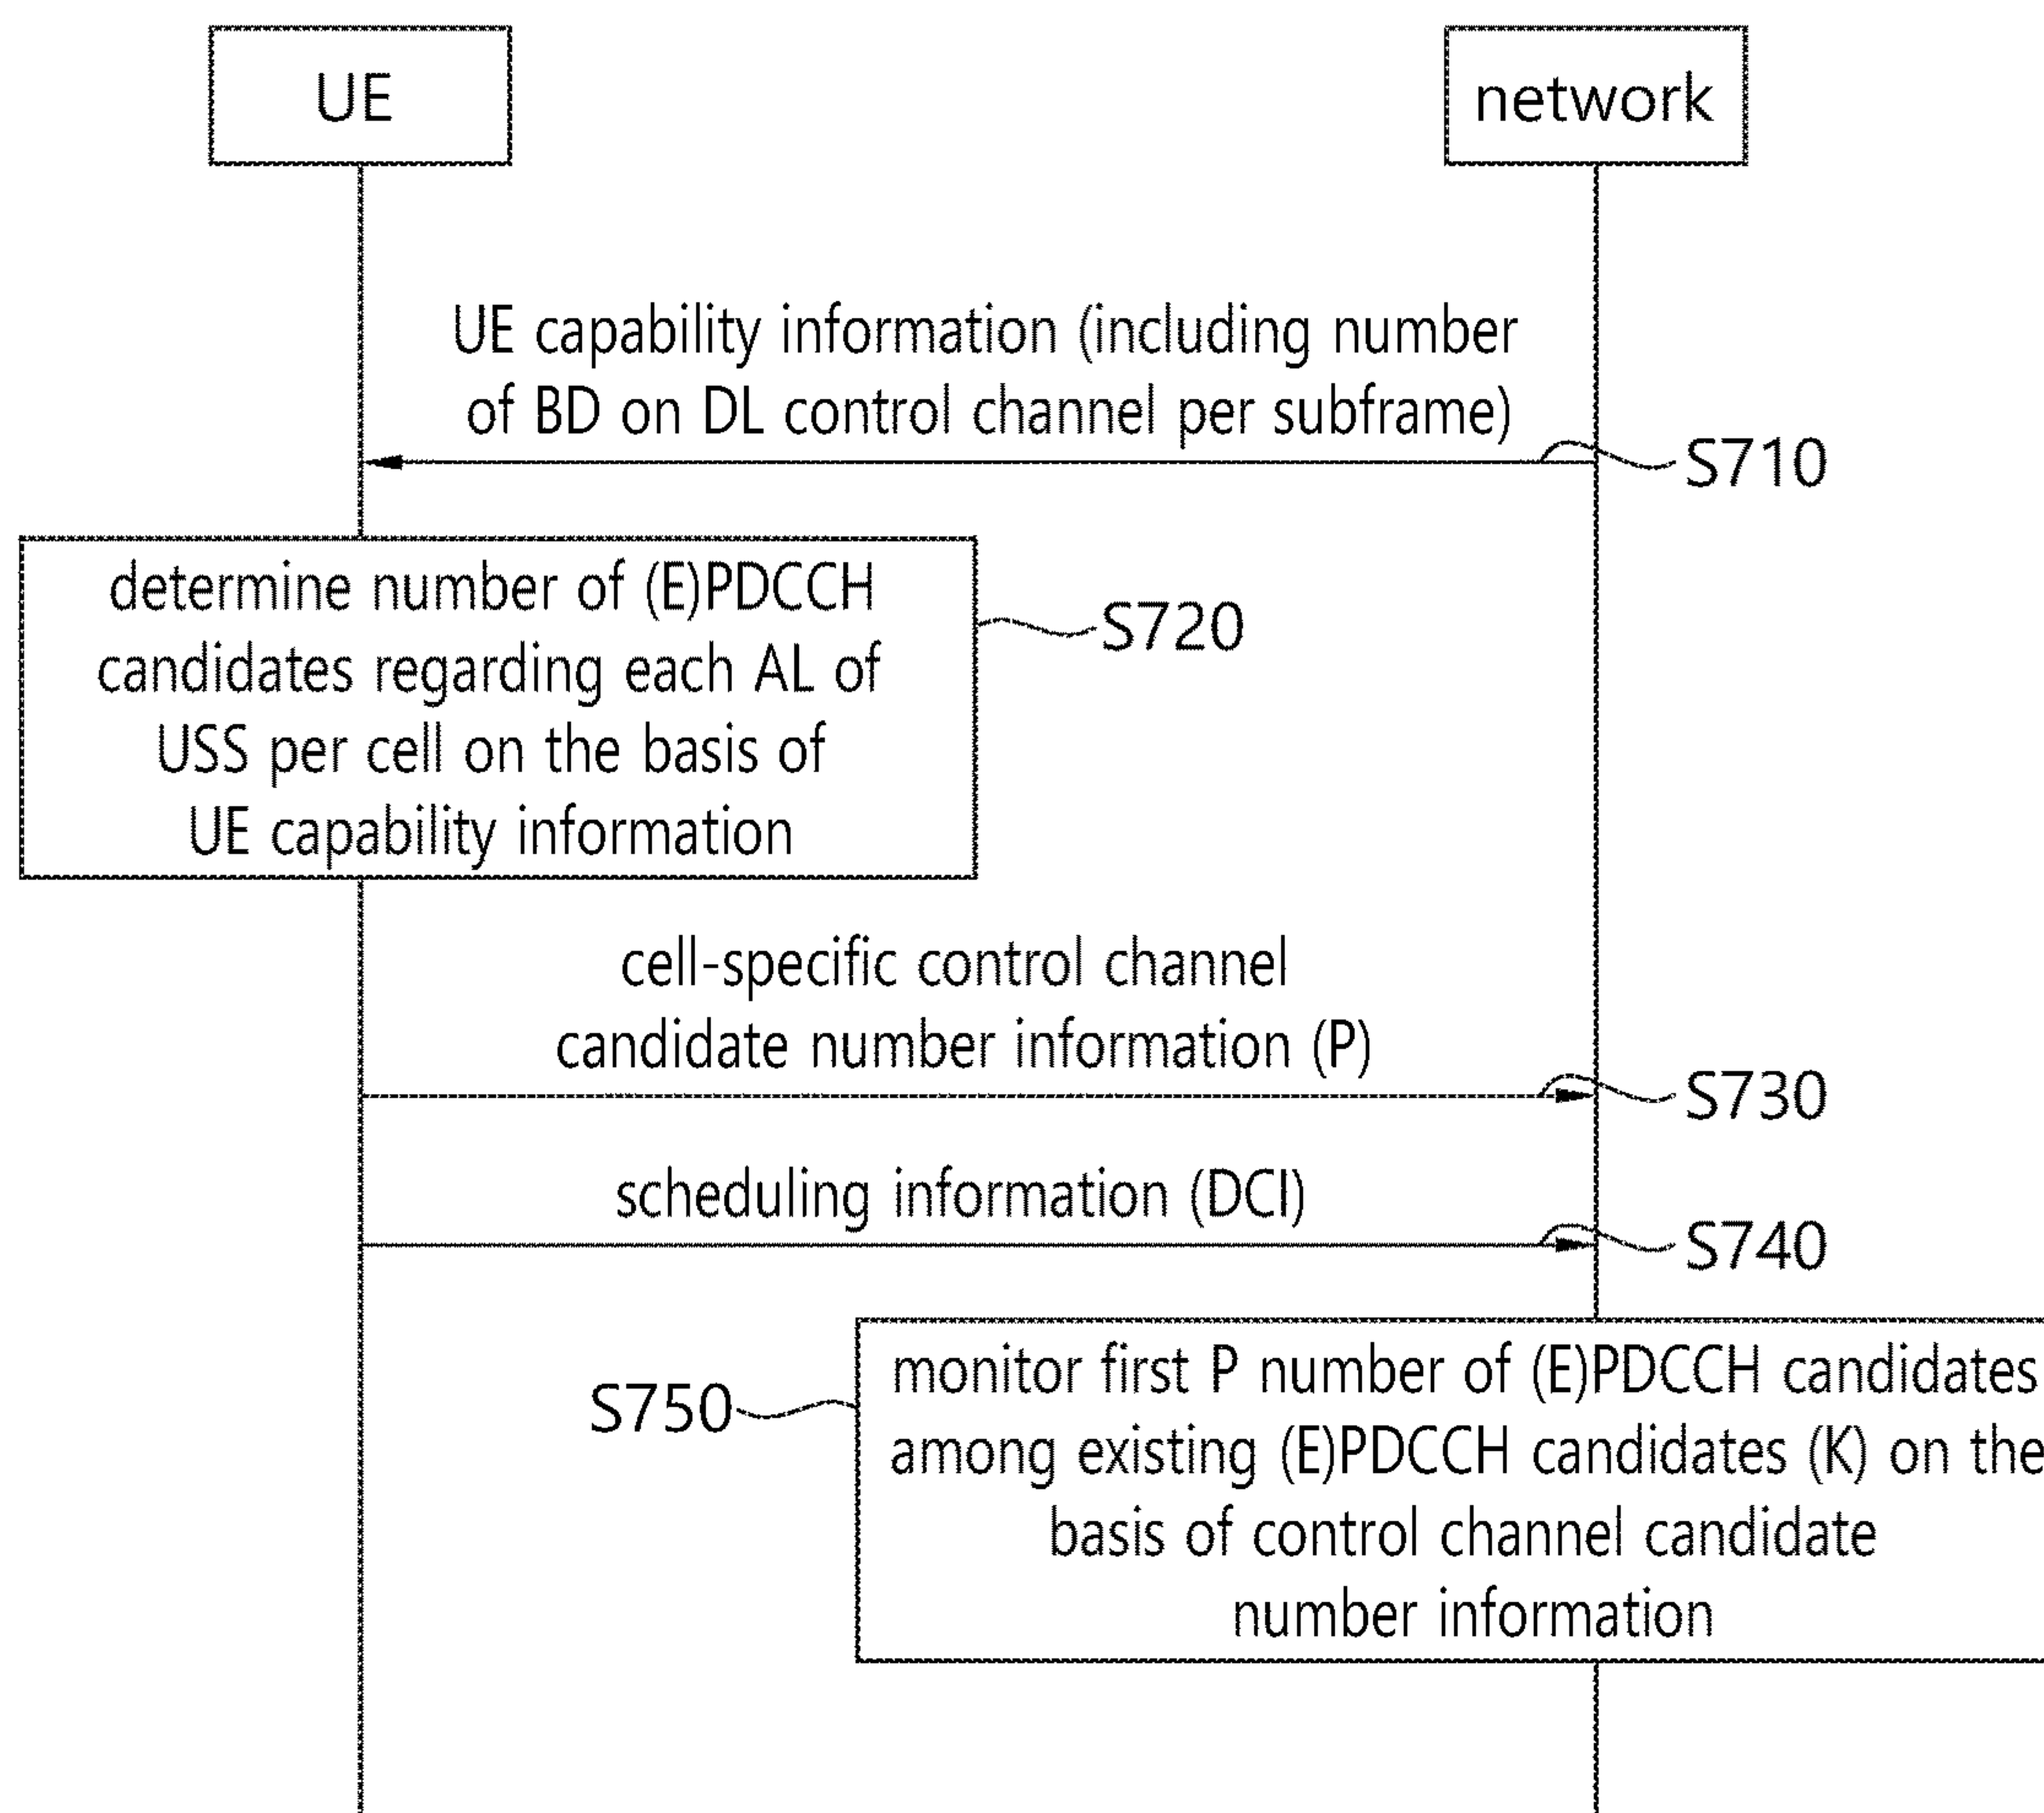 UE
network
UE capability information (including number
of BD on DL control channel per subframe)
S710
determine number of (E)PDCCH
candidates regarding each AL of
USS per cell on the basis of
UE capability information
S720
cell-specific control channel
candidate number information (P)
S730
scheduling information (DCI)
S740
S750
monitor first P number of (E)PDCCH candidates
among existing (E)PDCCH candidates (K) on the
basis of control channel candidate
number information